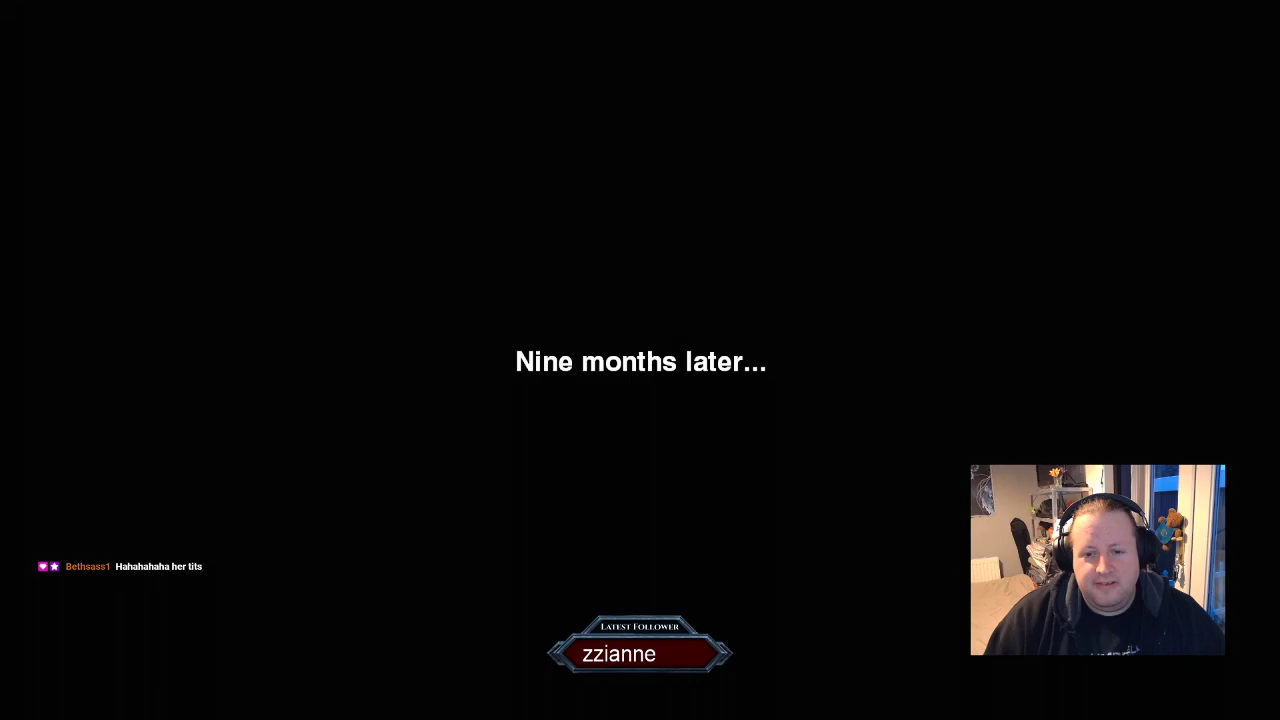 Nine months later...
Bethsass1 Hahahahaha her tits
LATEST FOLLOWER
zzianne